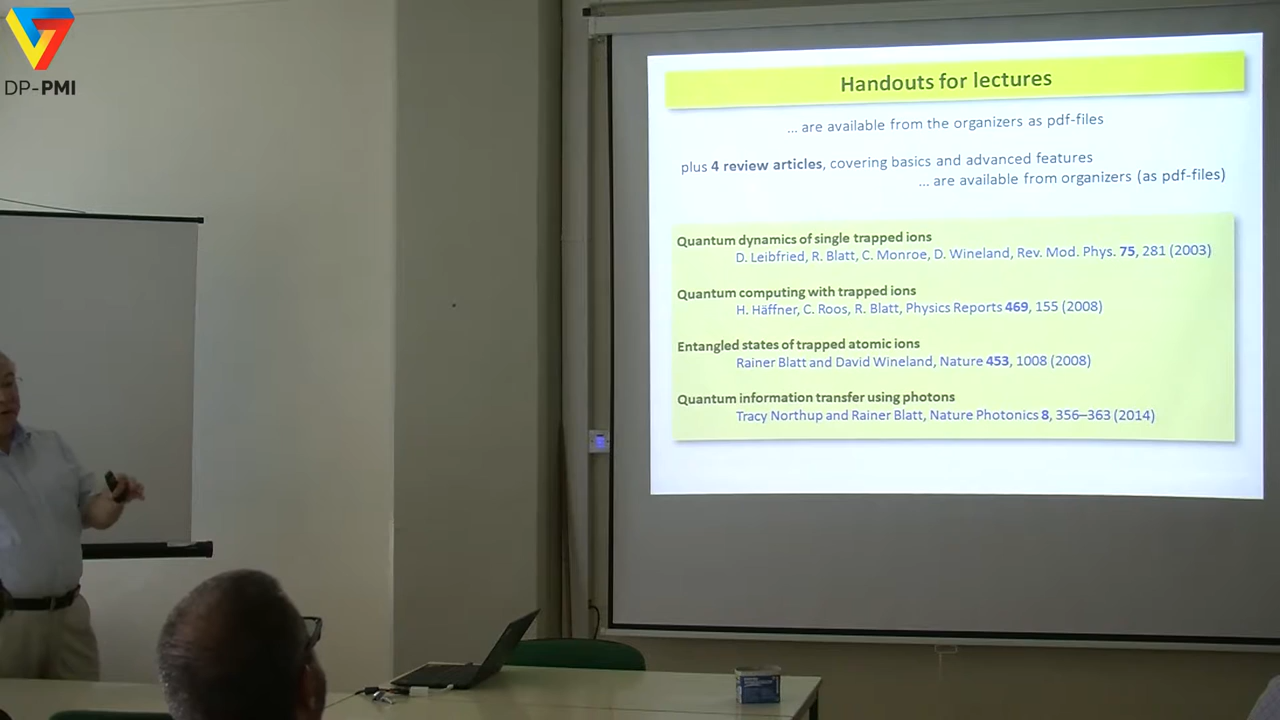 DP-PMI
Handouts for lectures
... are available from the organizers as pdf-files
plus 4 review articles, covering basics and advanced features
... are available from organizers (as pdf-files)
Quantum dynamics of single trapped ions
D. Leibfried, R. Blatt, C. Monroe, D. Wineland, Rev. Mod. Phys. 75, 281 (2003)
Quantum computing with trapped ions
H. Häffner, C. Roos, R. Blatt, Physics Reports 469, 155 (2008)
Entangled states of trapped atomic ions
Rainer Blatt and David Wineland, Nature 453, 1008 (2008)
Quantum information transfer using photons
Tracy Northup and Rainer Blatt, Nature Photonics 8, 356–363 (2014)